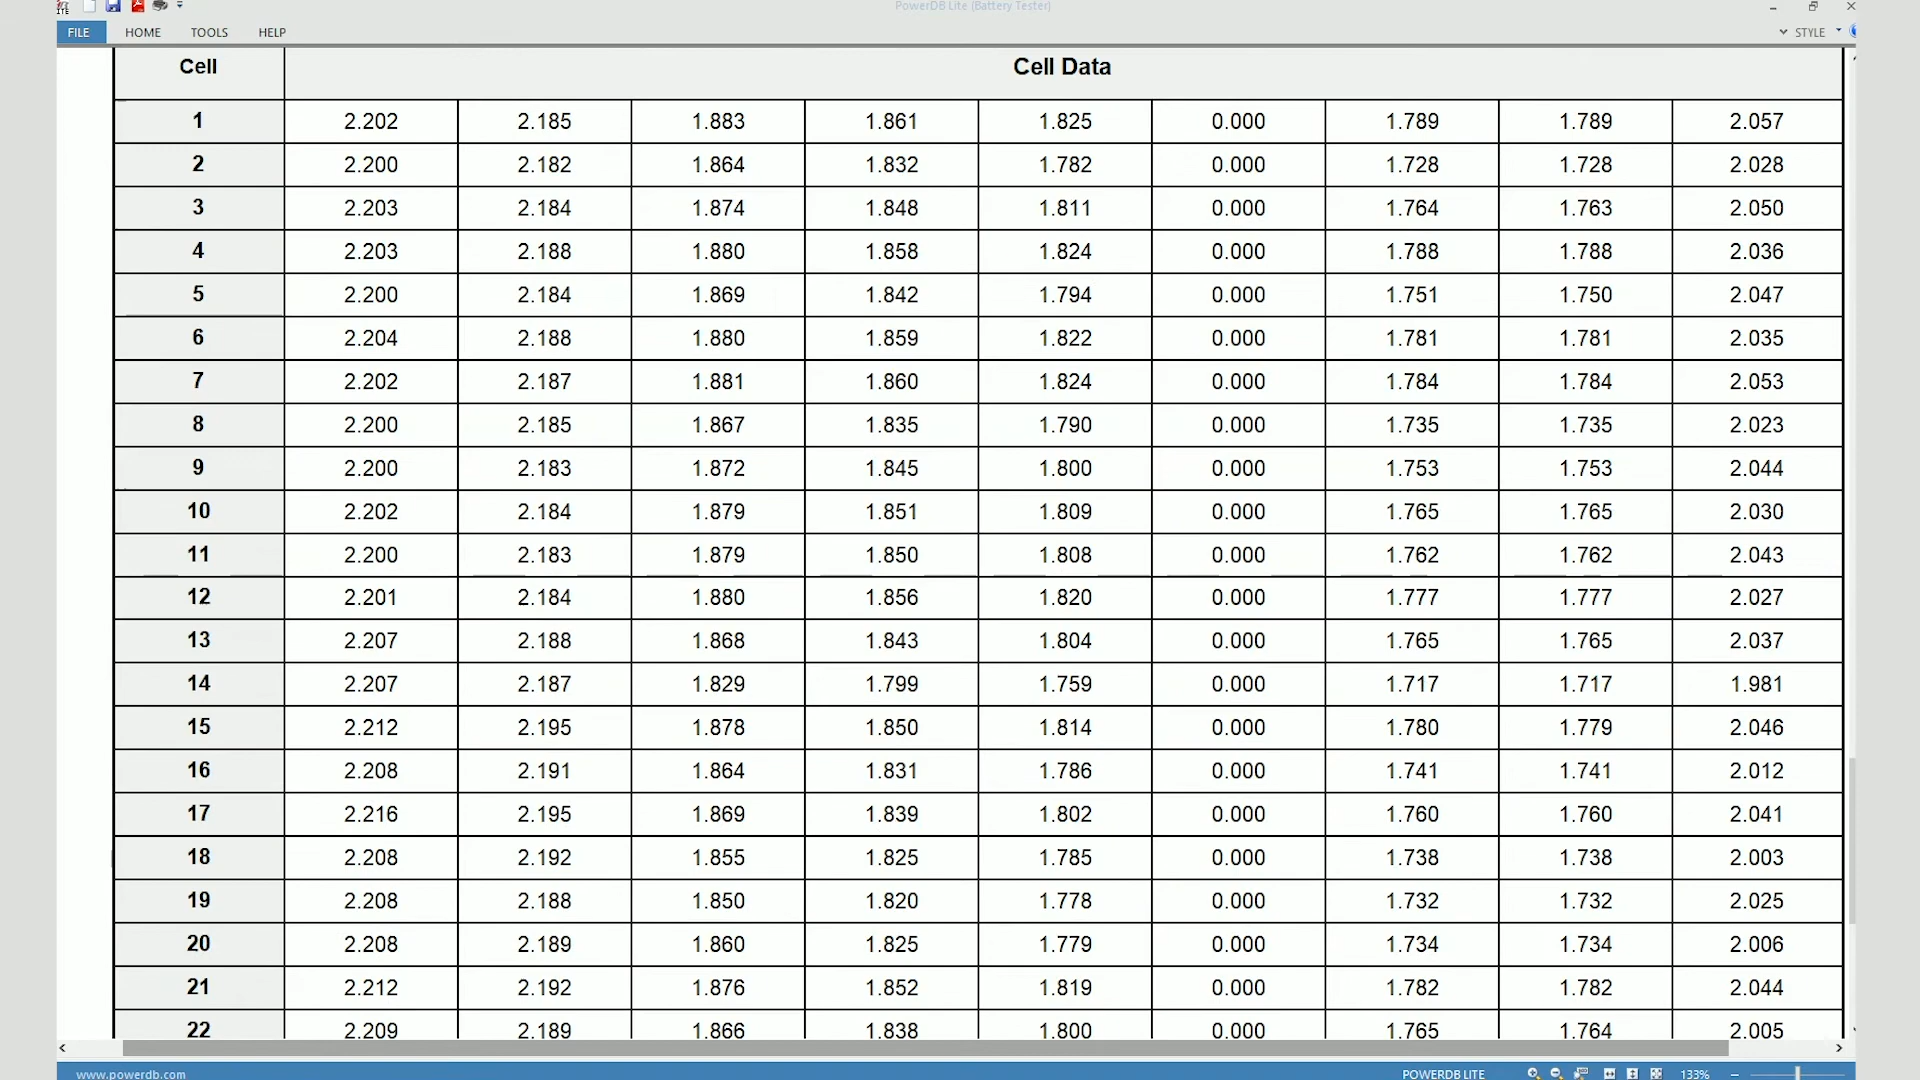 PowerDB Lite (Battery Tester)
FILE HOME TOOLS HELP STYLE
Cell Cell Data
1 2.202 2.185 1.883 1.861 1.825 0.000 1.789 1.789 2.057
2 2.200 2.182 1.864 1.832 1.782 0.000 1.728 1.728 2.028
3 2.203 2.184 1.874 1.848 1.811 0.000 1.764 1.763 2.050
4 2.203 2.188 1.880 1.858 1.824 0.000 1.788 1.788 2.036
5 2.200 2.184 1.869 1.842 1.794 0.000 1.751 1.750 2.047
6 2.204 2.188 1.880 1.859 1.822 0.000 1.781 1.781 2.035
7 2.202 2.187 1.881 1.860 1.824 0.000 1.784 1.784 2.053
8 2.200 2.185 1.867 1.835 1.790 0.000 1.735 1.735 2.023
9 2.200 2.183 1.872 1.845 1.800 0.000 1.753 1.753 2.044
10 2.202 2.184 1.879 1.851 1.809 0.000 1.765 1.765 2.030
11 2.200 2.183 1.879 1.850 1.808 0.000 1.762 1.762 2.043
12 2.201 2.184 1.880 1.856 1.820 0.000 1.777 1.777 2.027
13 2.207 2.188 1.868 1.843 1.804 0.000 1.765 1.765 2.037
14 2.207 2.187 1.829 1.799 1.759 0.000 1.717 1.717 1.981
15 2.212 2.195 1.878 1.850 1.814 0.000 1.780 1.779 2.046
16 2.208 2.191 1.864 1.831 1.786 0.000 1.741 1.741 2.012
17 2.216 2.195 1.869 1.839 1.802 0.000 1.760 1.760 2.041
18 2.208 2.192 1.855 1.825 1.785 0.000 1.738 1.738 2.003
19 2.208 2.188 1.850 1.820 1.778 0.000 1.732 1.732 2.025
20 2.208 2.189 1.860 1.825 1.779 0.000 1.734 1.734 2.006
21 2.212 2.192 1.876 1.852 1.819 0.000 1.782 1.782 2.044
22 2.209 2.189 1.866 1.838 1.800 0.000 1.765 1.764 2.005
www.powerdb.com POWERDB LITE 133%